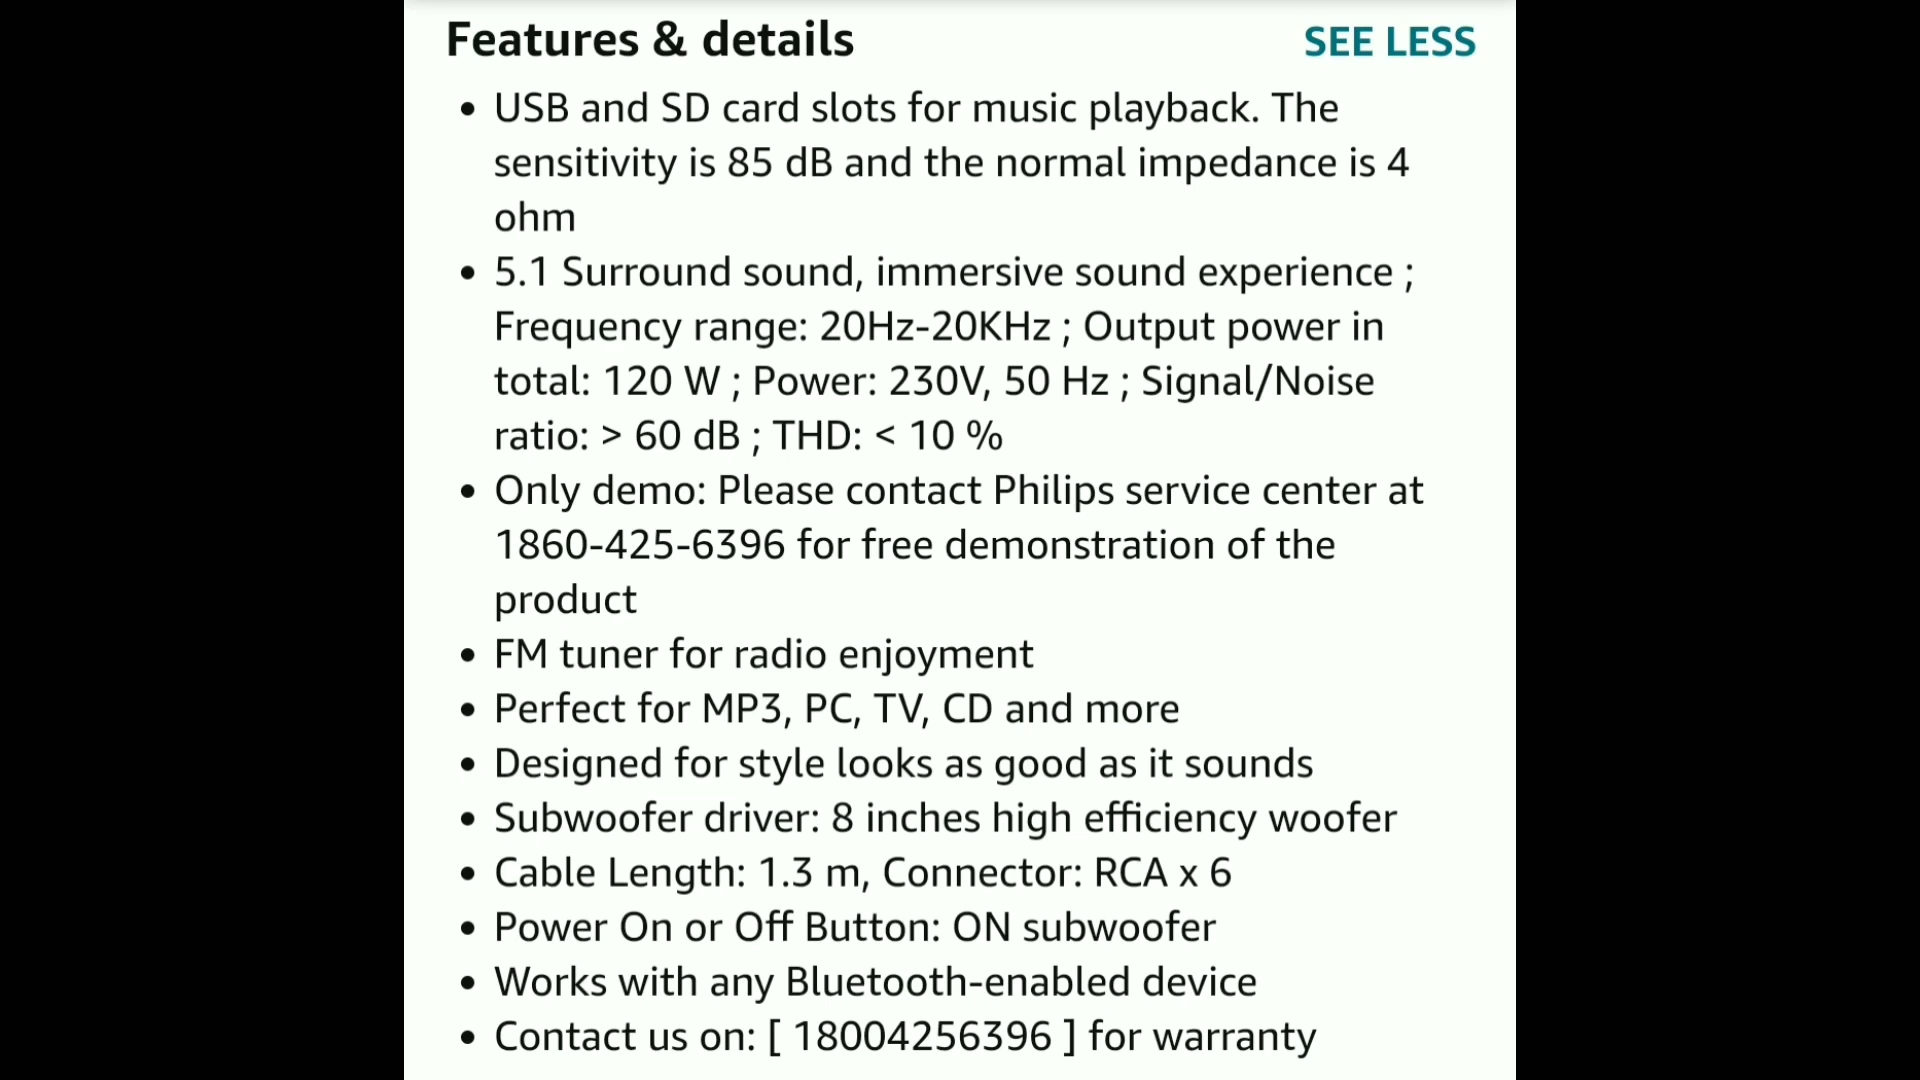 Features & details
SEE LESS
• USB and SD card slots for music playback. The
sensitivity is 85 dB and the normal impedance is 4
ohm
• 5.1 Surround sound, immersive sound experience ;
Frequency range: 20Hz-20KHz ; Output power in
total: 120 W ; Power: 230V, 50 Hz ; Signal/Noise
ratio: > 60 dB ; THD: < 10 %
• Only demo: Please contact Philips service center at
1860-425-6396 for free demonstration of the
product
• FM tuner for radio enjoyment
• Perfect for MP3, PC, TV, CD and more
• Designed for style looks as good as it sounds
• Subwoofer driver: 8 inches high efficiency woofer
• Cable Length: 1.3 m, Connector: RCA x 6
• Power On or Off Button: ON subwoofer
• Works with any Bluetooth-enabled device
• Contact us on: [ 18004256396 ] for warranty